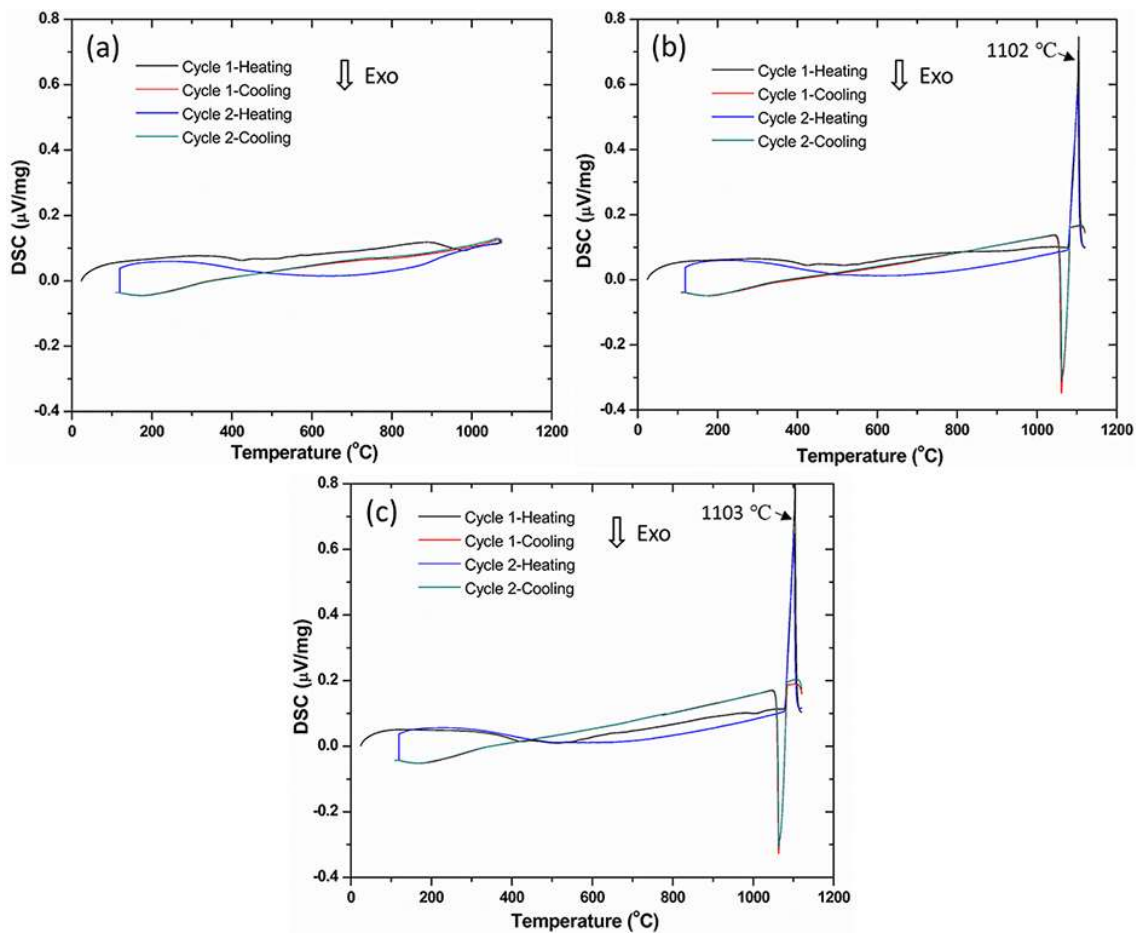 (a)
Cycle 1-Heating
Cycle 1-Cooling
Cycle 2-Heating
Cycle 2-Cooling
Exo
0.8
0.6
0.4
0.2
0.0
-0.2
-0.4
DSC (µV/mg)
0 200 400 600 800 1000 1200
Temperature (°C)
(b)
Cycle 1-Heating
Cycle 1-Cooling
Cycle 2-Heating
Cycle 2-Cooling
Exo
1102 ℃
0.8
0.6
0.4
0.2
0.0
-0.2
-0.4
DSC (µV/mg)
0 200 400 600 800 1000 1200
Temperature (°C)
(c)
Cycle 1-Heating
Cycle 1-Cooling
Cycle 2-Heating
Cycle 2-Cooling
Exo
1103 ℃
0.8
0.6
0.4
0.2
0.0
-0.2
-0.4
DSC (µV/mg)
0 200 400 600 800 1000 1200
Temperature (°C)